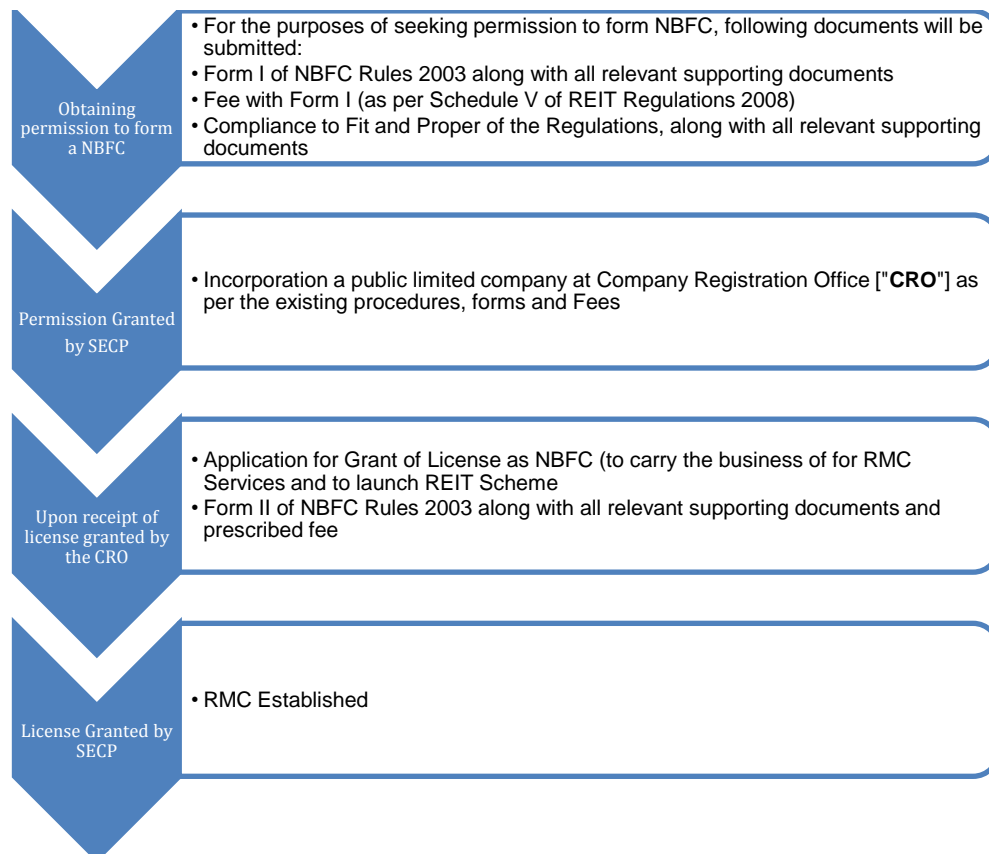 Obtaining
permission to form
a NBFC
• For the purposes of seeking permission to form NBFC, following documents will be
submitted:
• Form I of NBFC Rules 2003 along with all relevant supporting documents
• Fee with Form I (as per Schedule V of REIT Regulations 2008)
• Compliance to Fit and Proper of the Regulations, along with all relevant supporting
documents
Permission Granted
by SECP
• Incorporation a public limited company at Company Registration Office ["CRO"] as
per the existing procedures, forms and Fees
Upon receipt of
license granted by
the CRO
• Application for Grant of License as NBFC (to carry the business of for RMC
Services and to launch REIT Scheme
• Form II of NBFC Rules 2003 along with all relevant supporting documents and
prescribed fee
License Granted by
SECP
• RMC Established